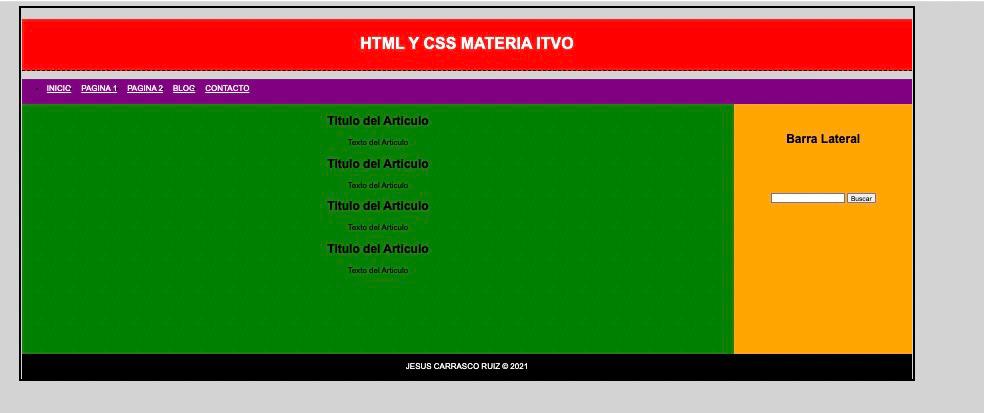 HTML Y CSS MATERIA ITVO
INICIO PAGINA 1 PAGINA 2 BLOG CONTACTO
Titulo del Articulo
Texto del Articulo
Titulo del Articulo
Texto del Articulo
Titulo del Articulo
Texto del Articulo
Titulo del Articulo
Texto del Articulo
Barra Lateral
Buscar
JESUS CARRASCO RUIZ © 2021